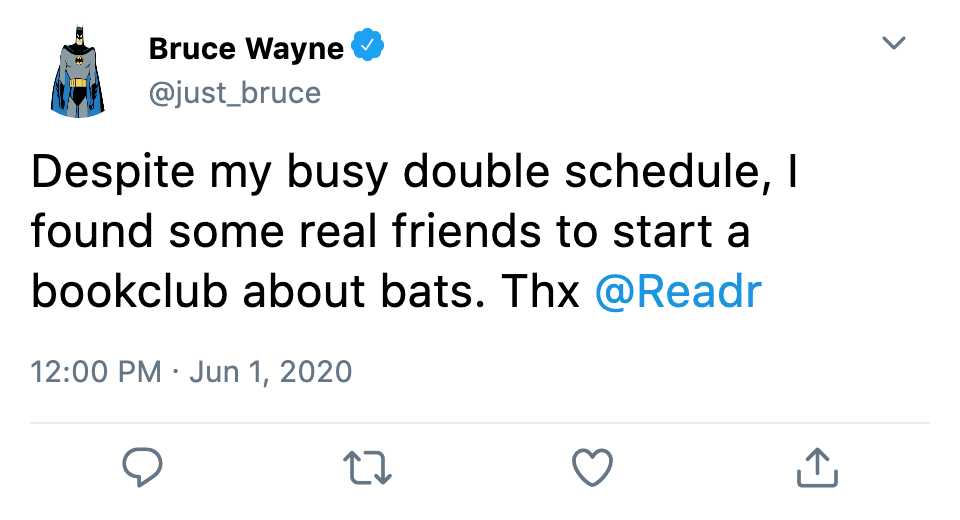 Bruce Wayne
@just_bruce
Despite my busy double schedule, I
found some real friends to start a
bookclub about bats. Thx @Readr
12:00 PM · Jun 1, 2020